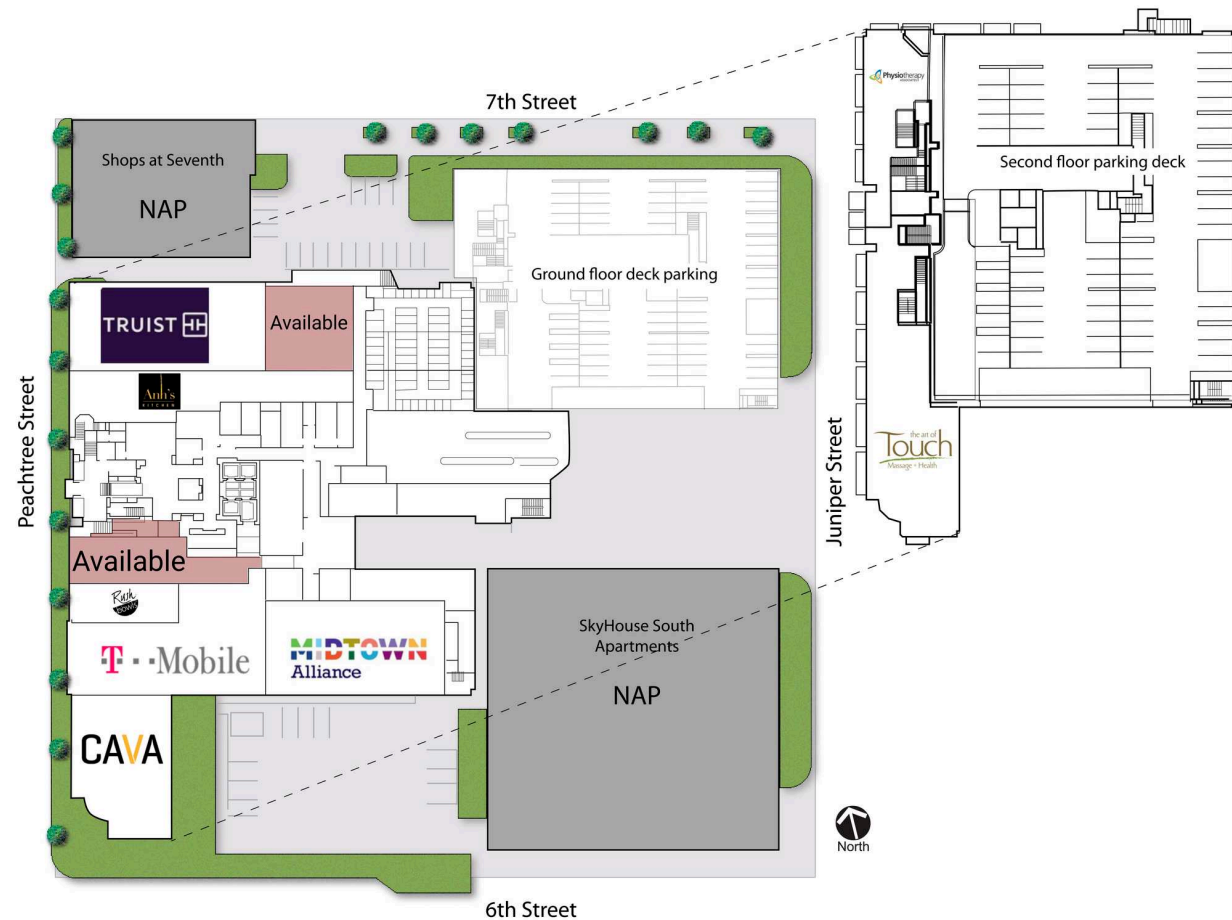 7th Street
Shops at Seventh
NAP
Ground floor deck parking
TRUIST
Available
Anh's
KITCHEN
Peachtree Street
Available
Rush
bowls
T··Mobile
MIDTOWN
Alliance
CAVA
SkyHouse South
Apartments
NAP
6th Street
Juniper Street
North
Physiotherapy
Second floor parking deck
the art of
Touch
Massage + Health